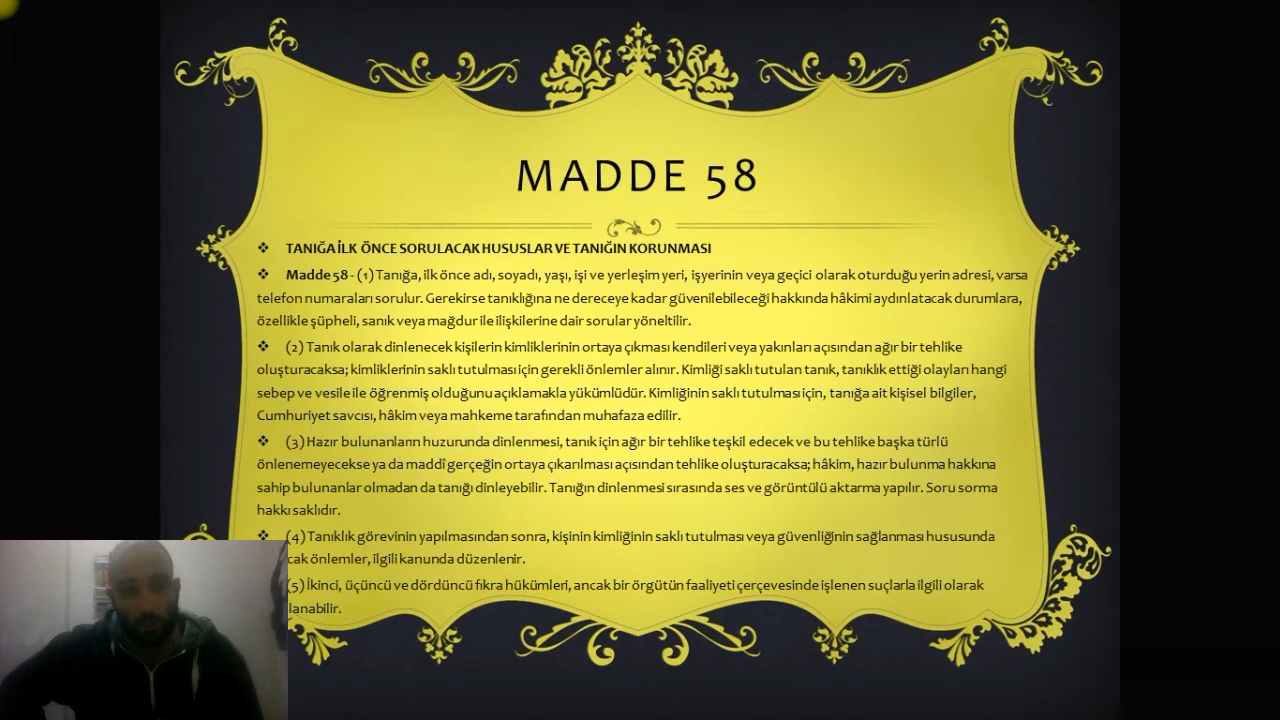 MADDE 58
❖ TANIĞA İLK ÖNCE SORULACAK HUSUSLAR VE TANIĞIN KORUNMASI
❖ Madde 58 - (1) Tanığa, ilk önce adı, soyadı, yaşı, işi ve yerleşim yeri, işyerinin veya geçici olarak oturduğu yerin adresi, varsa
telefon numaraları sorulur. Gerekirse tanıklığına ne dereceye kadar güvenilebileceği hakkında hâkimi aydınlatacak durumlara,
özellikle şüpheli, sanık veya mağdur ile ilişkilerine dair sorular yöneltilir.
❖ (2) Tanık olarak dinlenecek kişilerin kimliklerinin ortaya çıkması kendileri veya yakınları açısından ağır bir tehlike
oluşturacaksa; kimliklerinin saklı tutulması için gerekli önlemler alınır. Kimliği saklı tutulan tanık, tanıklık ettiği olayları hangi
sebep ve vesile ile öğrenmiş olduğunu açıklamakla yükümlüdür. Kimliğinin saklı tutulması için, tanığa ait kişisel bilgiler,
Cumhuriyet savcısı, hâkim veya mahkeme tarafından muhafaza edilir.
❖ (3) Hazır bulunanların huzurunda dinlenmesi, tanık için ağır bir tehlike teşkil edecek ve bu tehlike başka türlü
önlenemeyecekse ya da maddî gerçeğin ortaya çıkarılması açısından tehlike oluşturacaksa; hâkim, hazır bulunma hakkına
sahip bulunanlar olmadan da tanığı dinleyebilir. Tanığın dinlenmesi sırasında ses ve görüntülü aktarma yapılır. Soru sorma
hakkı saklıdır.
❖ (4) Tanıklık görevinin yapılmasından sonra, kişinin kimliğinin saklı tutulması veya güvenliğinin sağlanması hususunda
cak önlemler, ilgili kanunda düzenlenir.
(5) İkinci, üçüncü ve dördüncü fıkra hükümleri, ancak bir örgütün faaliyeti çerçevesinde işlenen suçlarla ilgili olarak
lanabilir.